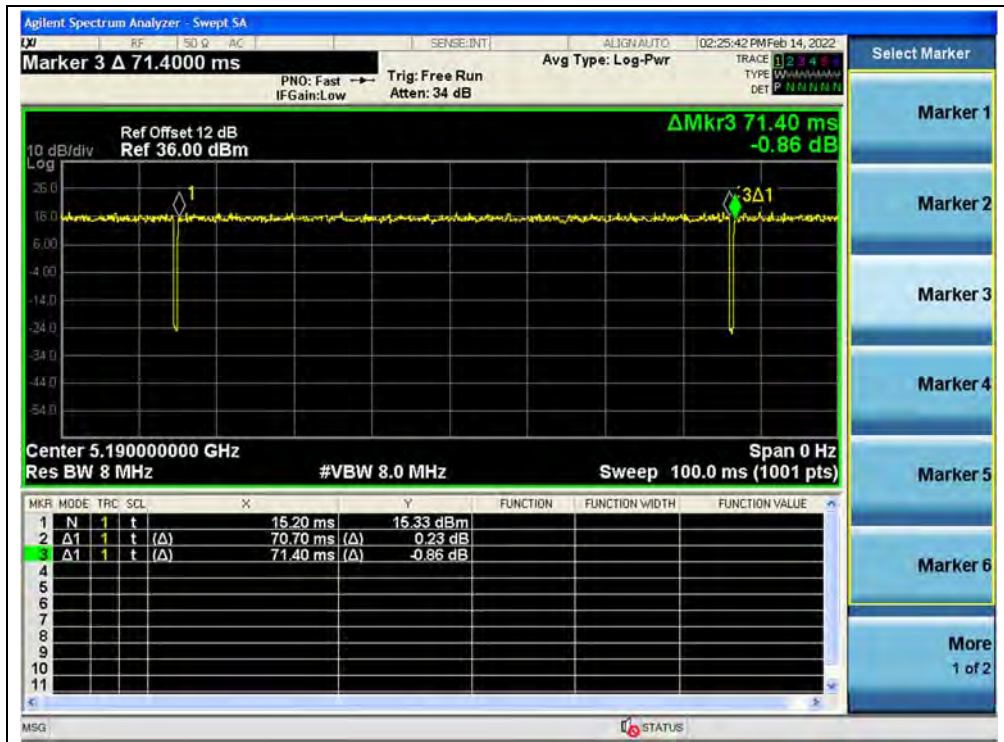 Agilent Spectrum Analyzer - Swept SA
LXI RF 50 Ω AC SENSE:INT ALIGNAUTO 02:25:42 PM Feb 14, 2022
Marker 3 Δ 71.4000 ms
PNO: Fast
IFGain:Low
Trig: Free Run
Atten: 34 dB
Avg Type: Log-Pwr
TRACE 1 2 3 4 5 6
TYPE
DET P N N N N N
ΔMkr3 71.40 ms
-0.86 dB
Ref Offset 12 dB
10 dB/div Ref 36.00 dBm
Log
26.0
16.0
6.00
-4.00
-14.0
-24.0
-34.0
-44.0
-54.0
1
3Δ1
Center 5.190000000 GHz Span 0 Hz
Res BW 8 MHz #VBW 8.0 MHz Sweep 100.0 ms (1001 pts)
MKR MODE TRC SCL X Y FUNCTION FUNCTION WIDTH FUNCTION VALUE
1 N 1 t 15.20 ms 15.33 dBm
2 Δ1 1 t (Δ) 70.70 ms (Δ) 0.23 dB
3 Δ1 1 t (Δ) 71.40 ms (Δ) -0.86 dB
4
5
6
7
8
9
10
11
MSG STATUS
Select Marker
Marker 1
Marker 2
Marker 3
Marker 4
Marker 5
Marker 6
More
1 of 2